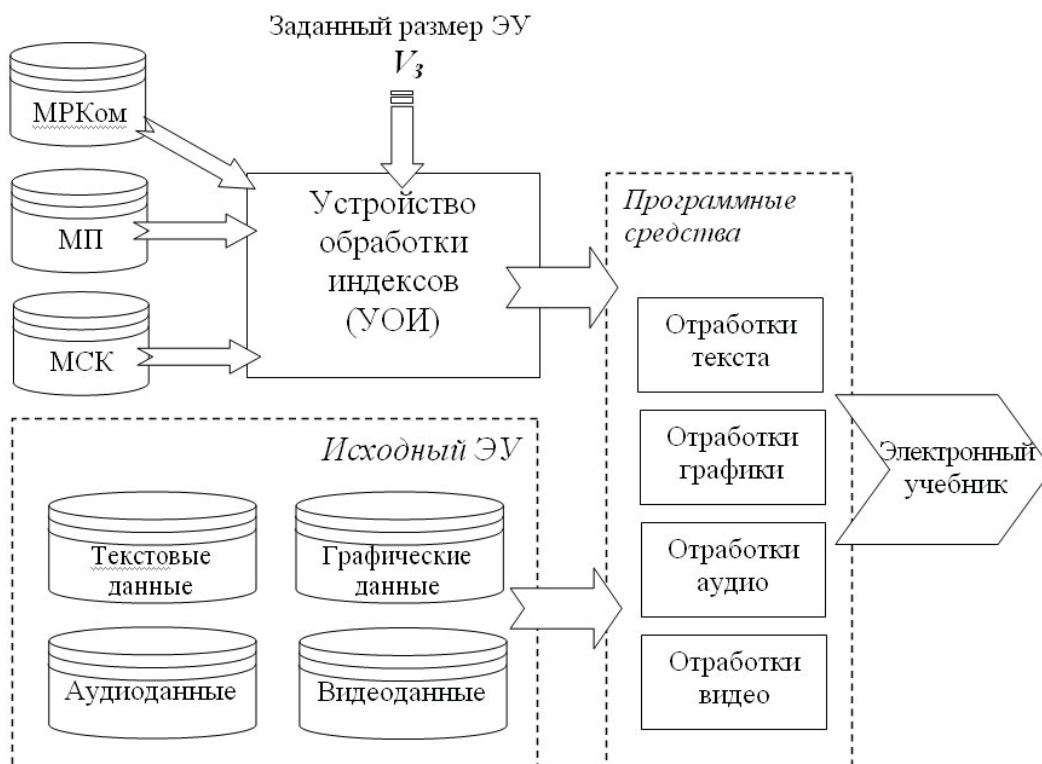 Заданный размер ЭУ
V₃
МРКом
МП
МСК
Устройство
обработки
индексов
(УОИ)
Программные
средства
Отработки
текста
Отработки
графики
Отработки
аудио
Отработки
видео
Электронный
учебник
Исходный ЭУ
Текстовые
данные
Графические
данные
Аудиоданные
Видеоданные